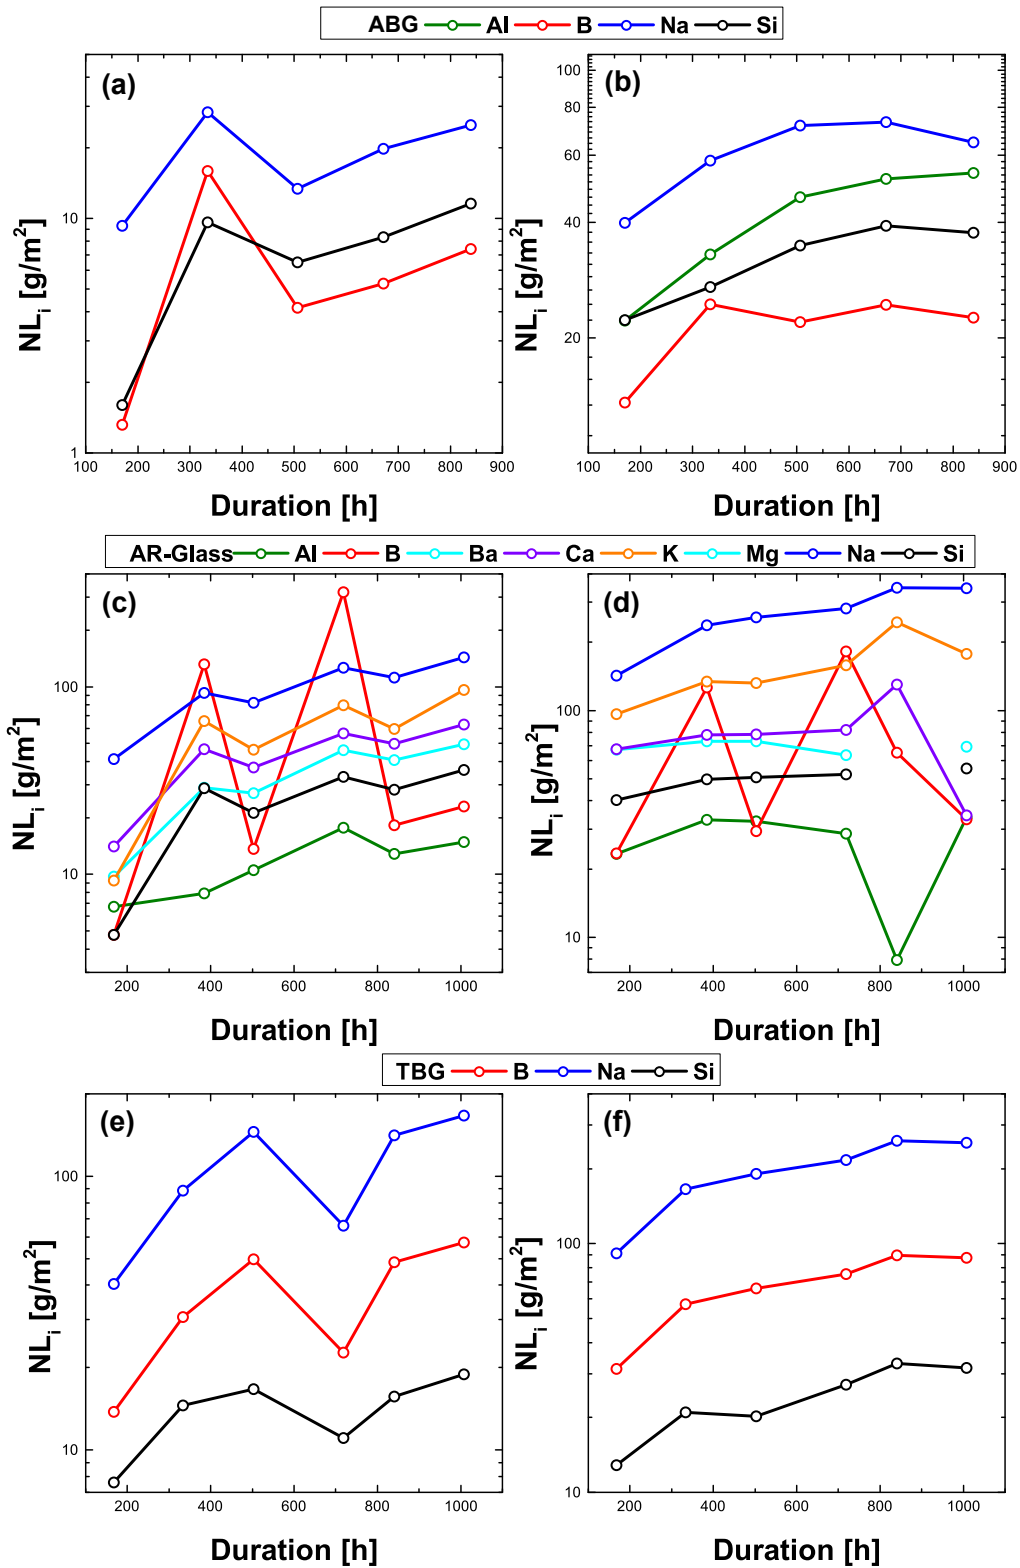 ABG Al B Na Si
(a) (b)
10
1
NLi [g/m2]
100 200 300 400 500 600 700 800 900
Duration [h]
100
80
60
40
20
NLi [g/m2]
100 200 300 400 500 600 700 800 900
Duration [h]
AR-Glass Al B Ba Ca K Mg Na Si
(c) (d)
100
10
NLi [g/m2]
200 400 600 800 1000
Duration [h]
100
10
NLi [g/m2]
200 400 600 800 1000
Duration [h]
TBG B Na Si
(e) (f)
100
10
NLi [g/m2]
200 400 600 800 1000
Duration [h]
100
10
NLi [g/m2]
200 400 600 800 1000
Duration [h]